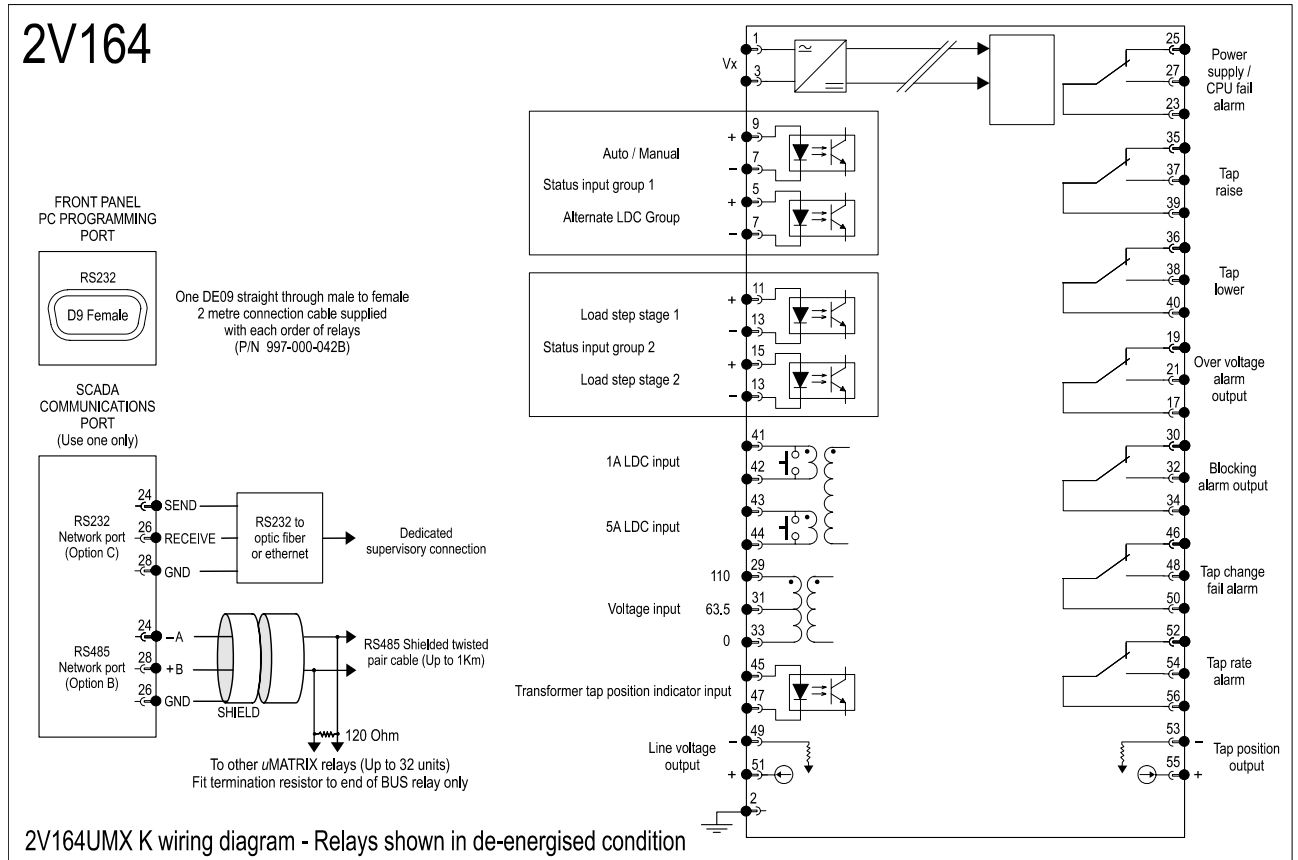 2V164
FRONT PANEL
PC PROGRAMMING
PORT
RS232
D9 Female
One DE09 straight through male to female
2 metre connection cable supplied
with each order of relays
(P/N 997-000-042B)
SCADA
COMMUNICATIONS
PORT
(Use one only)
RS232
Network port
(Option C)
24
SEND
26
RECEIVE
28
GND
RS232 to
optic fiber
or ethernet
Dedicated
supervisory connection
RS485
Network port
(Option B)
24
–A
28
+B
26
GND
SHIELD
RS485 Shielded twisted
pair cable (Up to 1Km)
120 Ohm
To other uMATRIX relays (Up to 32 units)
Fit termination resistor to end of BUS relay only
Vx
1
3
Auto / Manual
+ 9
– 7
Status input group 1
Alternate LDC Group
+ 5
– 7
Load step stage 1
+ 11
– 13
Status input group 2
Load step stage 2
+ 15
– 13
1A LDC input
41
42
5A LDC input
43
44
Voltage input
110 29
63.5 31
0 33
Transformer tap position indicator input
45
47
Line voltage
output
– 49
+ 51
2
25
27
23
Power
supply /
CPU fail
alarm
35
37
39
Tap
raise
36
38
40
Tap
lower
19
21
17
Over voltage
alarm
output
30
32
34
Blocking
alarm output
46
48
50
Tap change
fail alarm
52
54
56
Tap rate
alarm
53 –
55 +
Tap position
output
2V164UMX K wiring diagram - Relays shown in de-energised condition